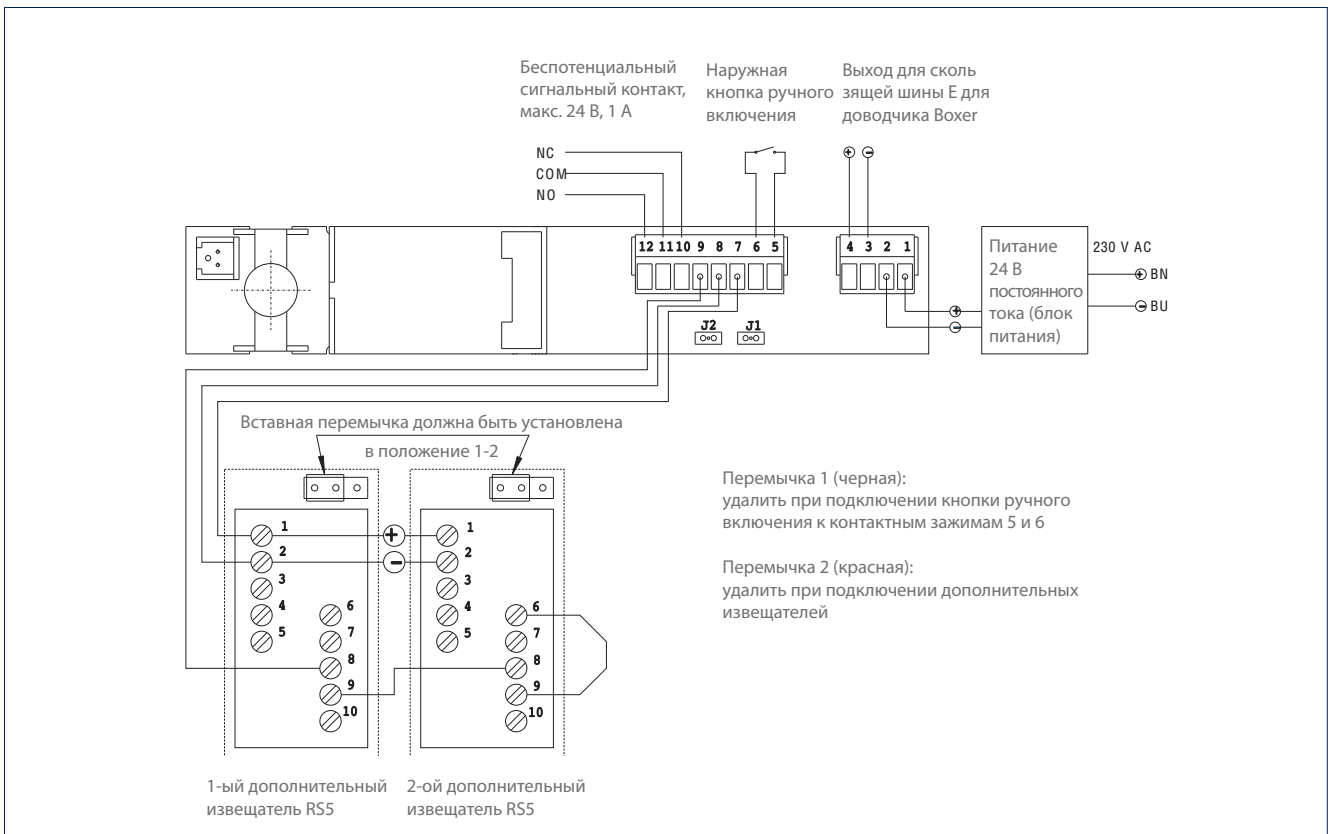 Беспотенциальный
сигнальный контакт,
макс. 24 В, 1 А
Наружная
кнопка ручного
включения
Выход для сколь
зящей шины Е для
доводчика Boxer
NC
COM
NO
12 11 10 9 8 7 6 5
4 3 2 1
J2 J1
Питание
24 В
постоянного
тока (блок
питания)
230 V AC
BN
BU
Вставная перемычка должна быть установлена
в положение 1-2
1
2
3
4
5
6
7
8
9
10
1
2
3
4
5
6
7
8
9
10
Перемычка 1 (черная):
удалить при подключении кнопки ручного
включения к контактным зажимам 5 и 6
Перемычка 2 (красная):
удалить при подключении дополнительных
извещателей
1-ый дополнительный
извещатель RS5
2-ой дополнительный
извещатель RS5